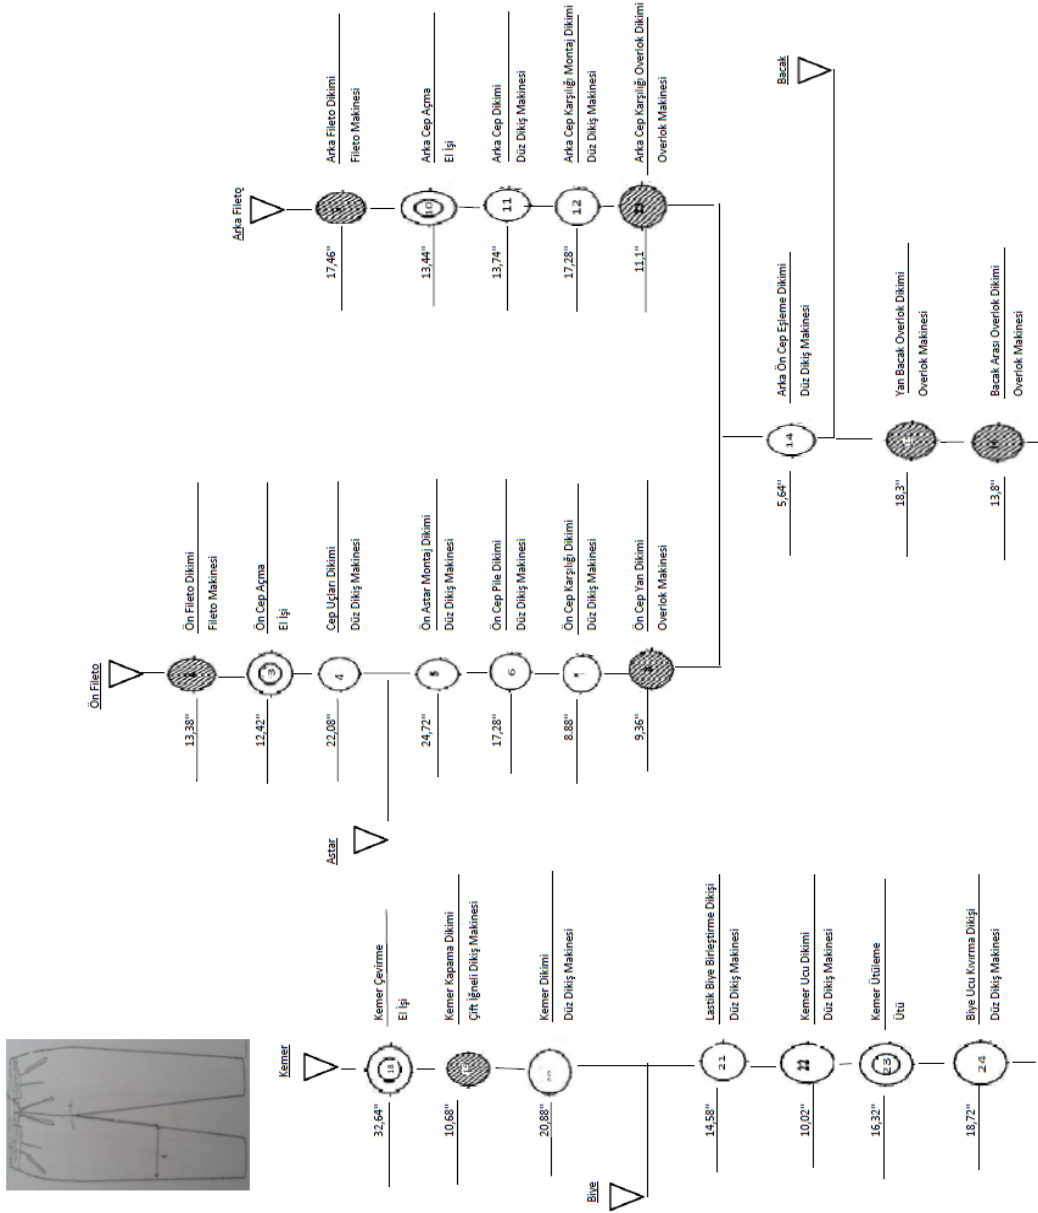 Kemer
32,64"
18
Kemer Çevirme
El İşi
10,68"
Kemer Kapama Dikimi
Çift İğneli Dikiş Makinesi
20,88"
20
Kemer Dikimi
Düz Dikiş Makinesi
Biye
14,58"
21
Lastik Biye Birleştirme Dikişi
Düz Dikiş Makinesi
10,02"
22
Kemer Ucu Dikimi
Düz Dikiş Makinesi
16,32"
23
Kemer Ütüleme
Ütü
18,72"
24
Biye Ucu Kıvırma Dikişi
Düz Dikiş Makinesi
Ön Fileto
13,38"
Ön Fileto Dikimi
Fileto Makinesi
12,42"
3
Ön Cep Açma
El İşi
22,08"
4
Cep Uçları Dikimi
Düz Dikiş Makinesi
Astar
24,72"
5
Ön Astar Montaj Dikimi
Düz Dikiş Makinesi
17,28"
6
Ön Cep Pile Dikimi
Düz Dikiş Makinesi
8.88"
Ön Cep Karşılığı Dikimi
Düz Dikiş Makinesi
9,36"
Ön Cep Yan Dikimi
Overlok Makinesi
Arka Fileto
17,46"
Arka Fileto Dikimi
Fileto Makinesi
13,44"
10
Arka Cep Açma
El İşi
13,74"
11
Arka Cep Dikimi
Düz Dikiş Makinesi
17,28"
12
Arka Cep Karşılığı Montaj Dikimi
Düz Dikiş Makinesi
11,1"
Arka Cep Karşılığı Overlok Dikimi
Overlok Makinesi
5,64"
14
Arka Ön Cep Eşleme Dikimi
Düz Dikiş Makinesi
Bacak
18,3"
Yan Bacak Overlok Dikimi
Overlok Makinesi
13,8"
Bacak Arası Overlok Dikimi
Overlok Makinesi